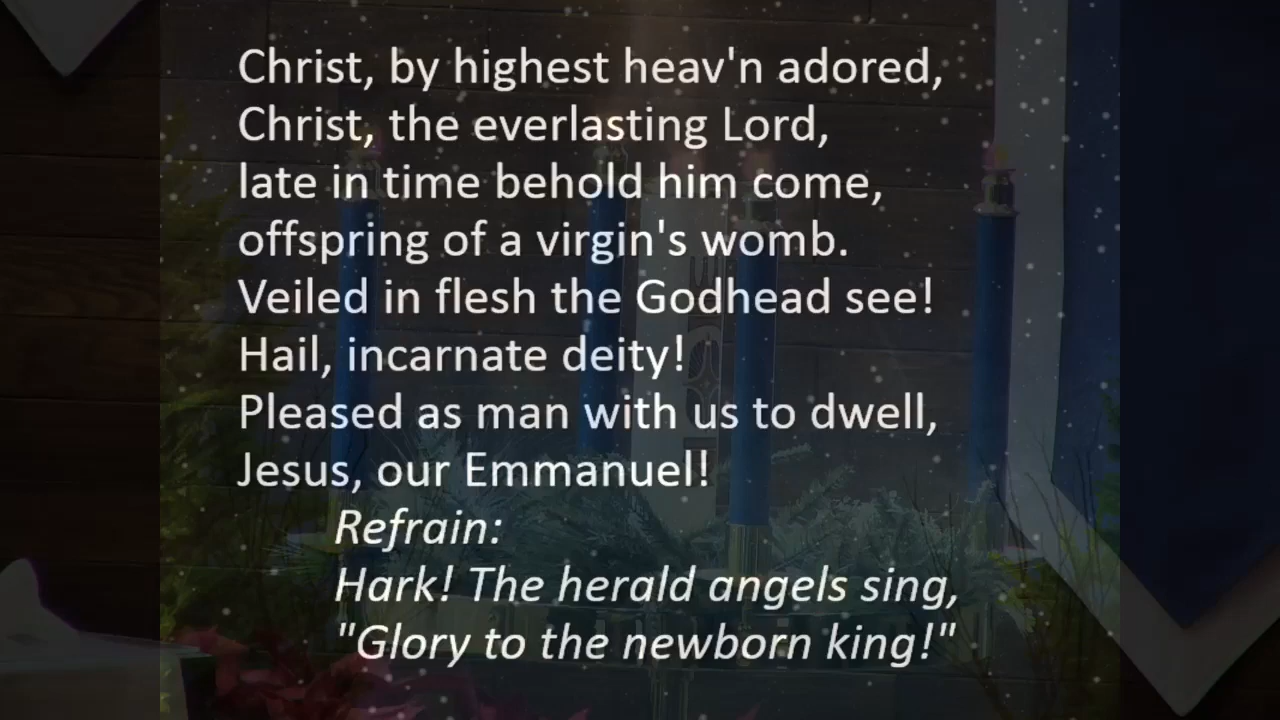 Christ, by highest heav'n adored,
Christ, the everlasting Lord,
late in time behold him come,
offspring of a virgin's womb.
Veiled in flesh the Godhead see!
Hail, incarnate deity!
Pleased as man with us to dwell,
Jesus, our Emmanuel!
Refrain:
Hark! The herald angels sing,
"Glory to the newborn king!"